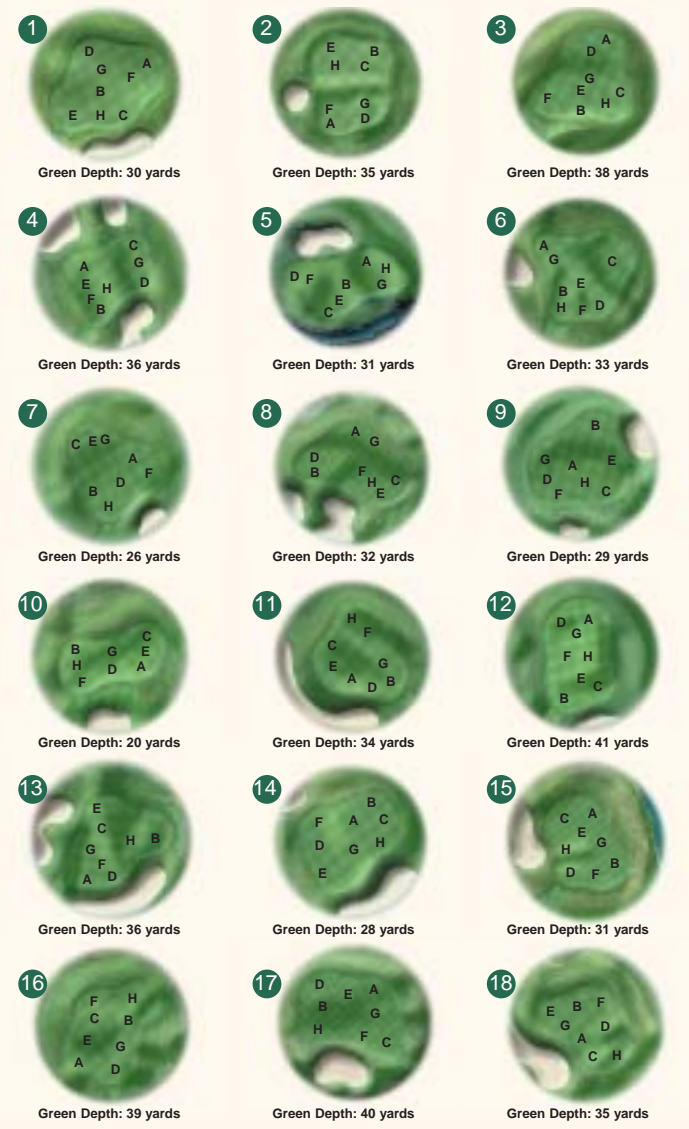 1
D
A
G F
B
E H C
Green Depth: 30 yards
2
E B
H C
F G
A D
Green Depth: 35 yards
3
A
D
G
E C
F H
B
Green Depth: 38 yards
4
C
A G
E H D
F
B
Green Depth: 36 yards
5
A H
D F B G
E
C
Green Depth: 31 yards
6
A
G C
E
B
H F D
Green Depth: 33 yards
7
C E G
A
F
D
B
H
Green Depth: 26 yards
8
A
G
D
B F
H C
E
Green Depth: 32 yards
9
B
G A E
D H
F C
Green Depth: 29 yards
10
C
B G E
H D A
F
Green Depth: 20 yards
11
H
F
C
E G
A B
D
Green Depth: 34 yards
12
D A
G
F H
E
C
B
Green Depth: 41 yards
13
E
C
H B
G
F
A D
Green Depth: 36 yards
14
B
F A C
D G H
E
Green Depth: 28 yards
15
C A
E
G
H
B
D F
Green Depth: 31 yards
16
F H
C B
E G
A D
Green Depth: 39 yards
17
D E A
B
G
H
F C
Green Depth: 40 yards
18
E B F
G D
A
C H
Green Depth: 35 yards